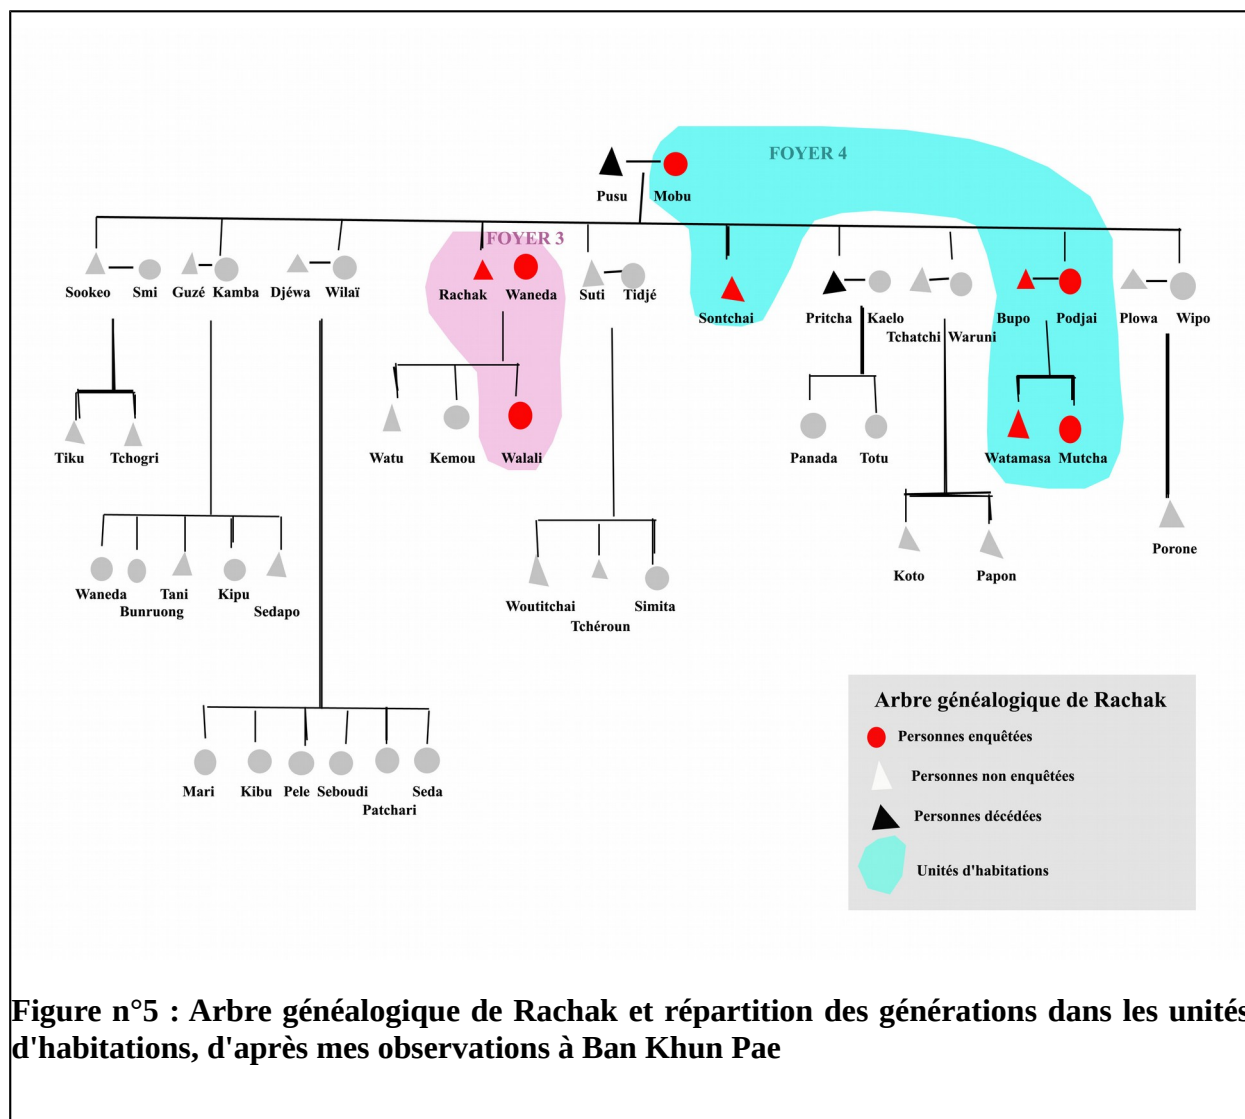 FOYER 4
Pusu Mobu
FOYER 3
Sookeo Smi Guzé Kamba Djéwa Wilaï Rachak Waneda Suti Tidjé Sontchai Pritcha Kaelo Tchatchi Waruni Bupo Podjai Plowa Wipo
Tiku Tchogri Watu Kemou Walali Panada Totu Watamasa Mutcha
Koto Papon Porone
Waneda Bunruong Tani Kipu Sedapo Woutitchai Tchéroun Simita
Mari Kibu Pele Seboudi Patchari Seda
Arbre généalogique de Rachak
Personnes enquêtées
Personnes non enquêtées
Personnes décédées
Unités d'habitations
Figure n°5 : Arbre généalogique de Rachak et répartition des générations dans les unités
d'habitations, d'après mes observations à Ban Khun Pae